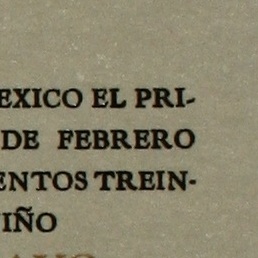 EXICO EL PRI-
DE FEBRERO
ENTOS TREIN-
IÑO